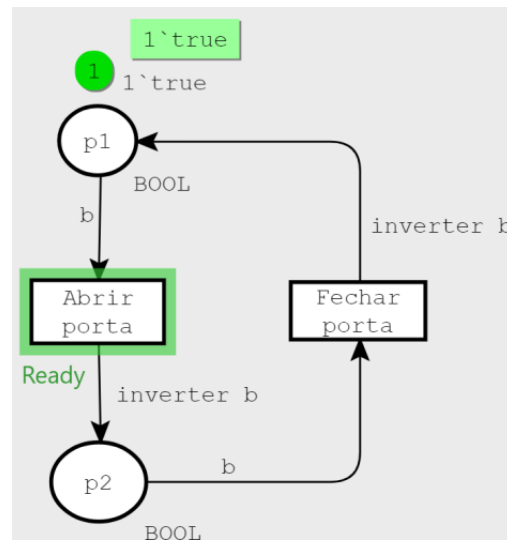 1`true
1
1`true
p1
BOOL
b
inverter b
Abrir
porta
Fechar
porta
Ready
inverter b
b
p2
BOOL